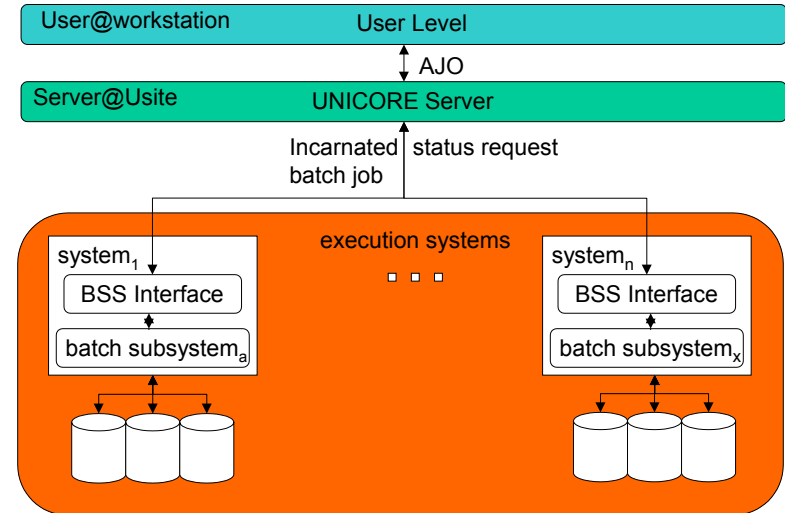 User@workstation User Level
AJO
Server@Usite UNICORE Server
Incarnated status request
batch job
execution systems
system1
BSS Interface
batch subsystema
systemn
BSS Interface
batch subsystemx